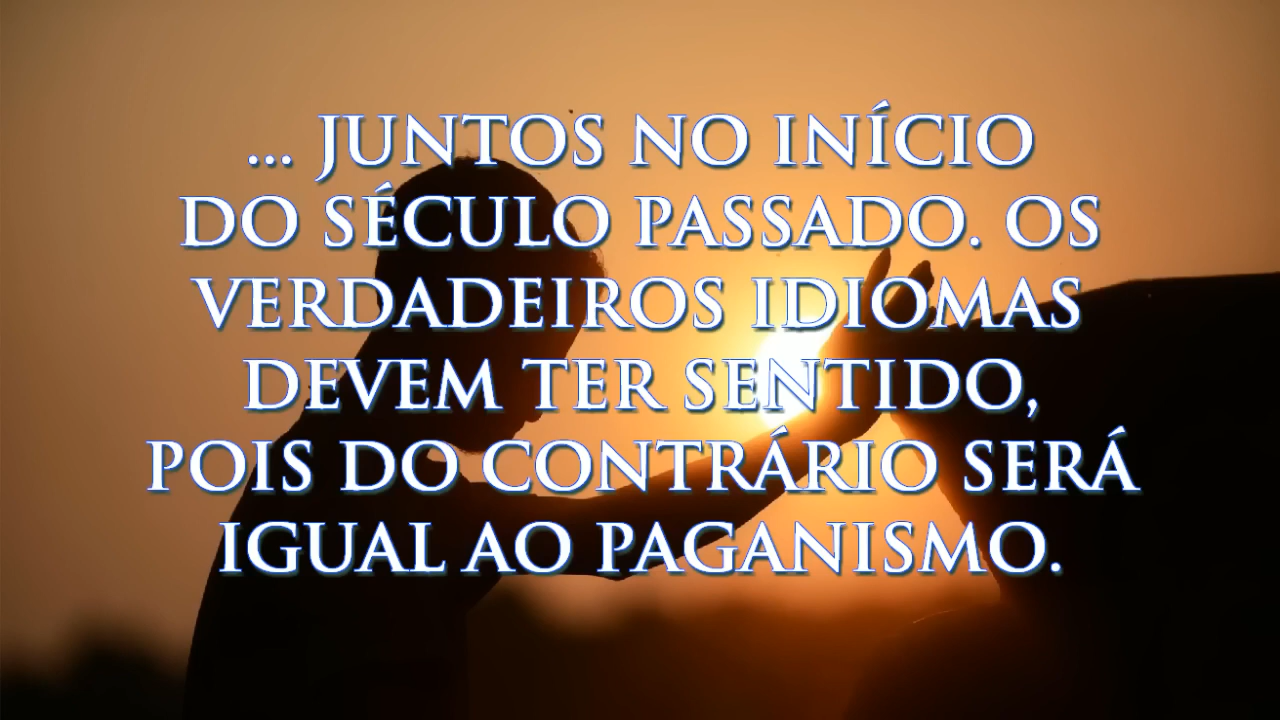 ... JUNTOS NO INÍCIO
DO SÉCULO PASSADO. OS
VERDADEIROS IDIOMAS
DEVEM TER SENTIDO,
POIS DO CONTRÁRIO SERÁ
IGUAL AO PAGANISMO.